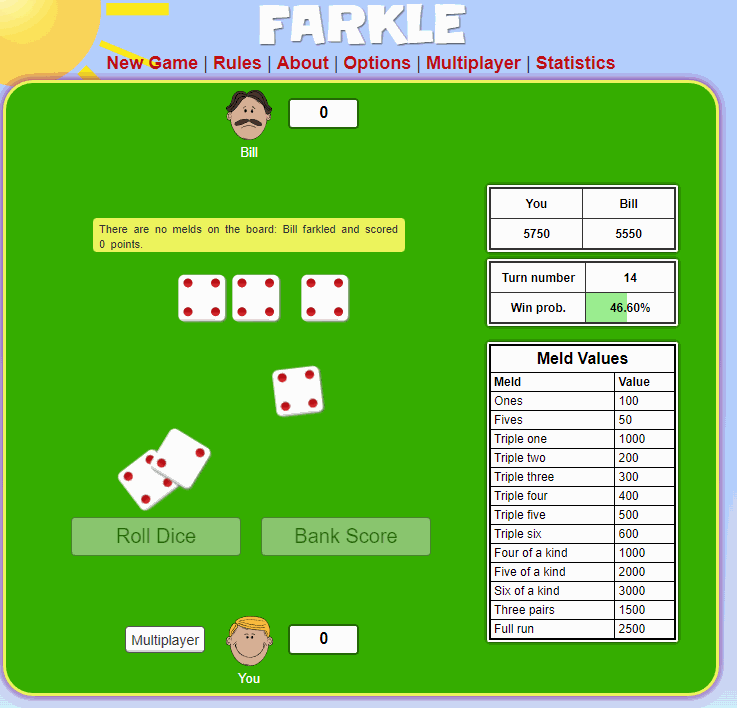 FARKLE
New Game | Rules | About | Options | Multiplayer | Statistics
0
Bill
There are no melds on the board: Bill farkled and scored
0 points.
You Bill
5750 5550
Turn number 14
Win prob. 46.60%
Meld Values
Meld Value
Ones 100
Fives 50
Triple one 1000
Triple two 200
Triple three 300
Triple four 400
Triple five 500
Triple six 600
Four of a kind 1000
Five of a kind 2000
Six of a kind 3000
Three pairs 1500
Full run 2500
Roll Dice Bank Score
Multiplayer 0
You